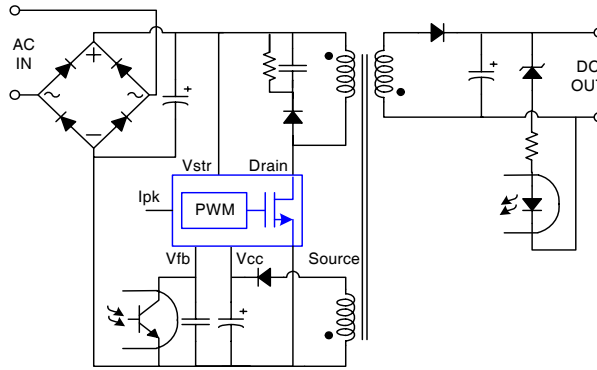 AC
IN
DC
OUT
Vstr
Drain
Ipk
PWM
Vfb
Vcc
Source